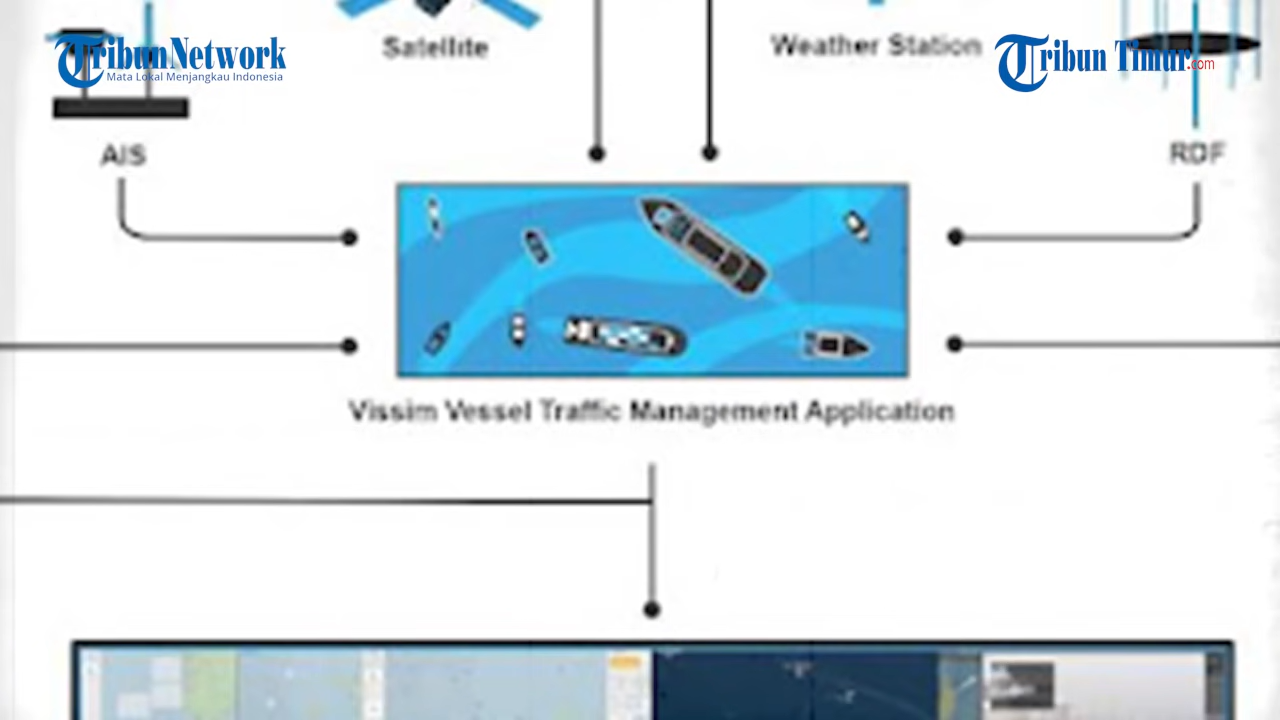 Satellite
Weather Station
TribunNetwork
Mata Lokal Menjangkau Indonesia
Tribun Timur.com
AIS
RDF
Vissim Vessel Traffic Management Application